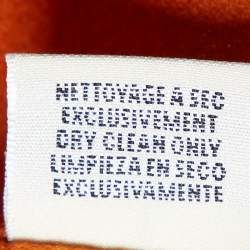 NETTOYAGE A SEC
EXCLUSIVEMENT
DRY CLEAN ONLY
LIMPIEZA EN SECO
EXCLUSIVAMENTE